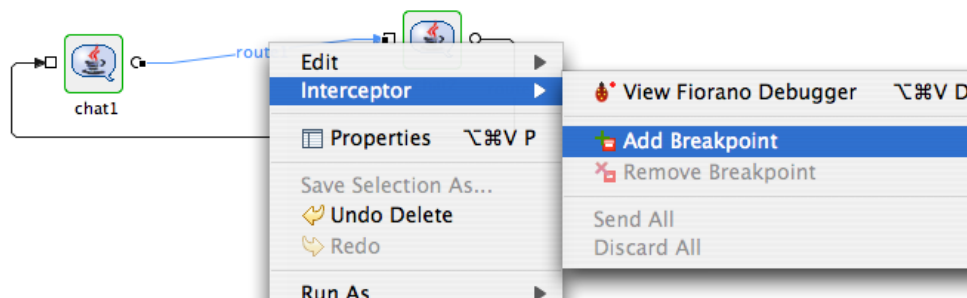 rout
Edit
Interceptor
View Fiorano Debugger ⌥⌘V D
chat1
Properties ⌥⌘V P
Add Breakpoint
Remove Breakpoint
Save Selection As...
Undo Delete
Send All
Redo
Discard All
Run As